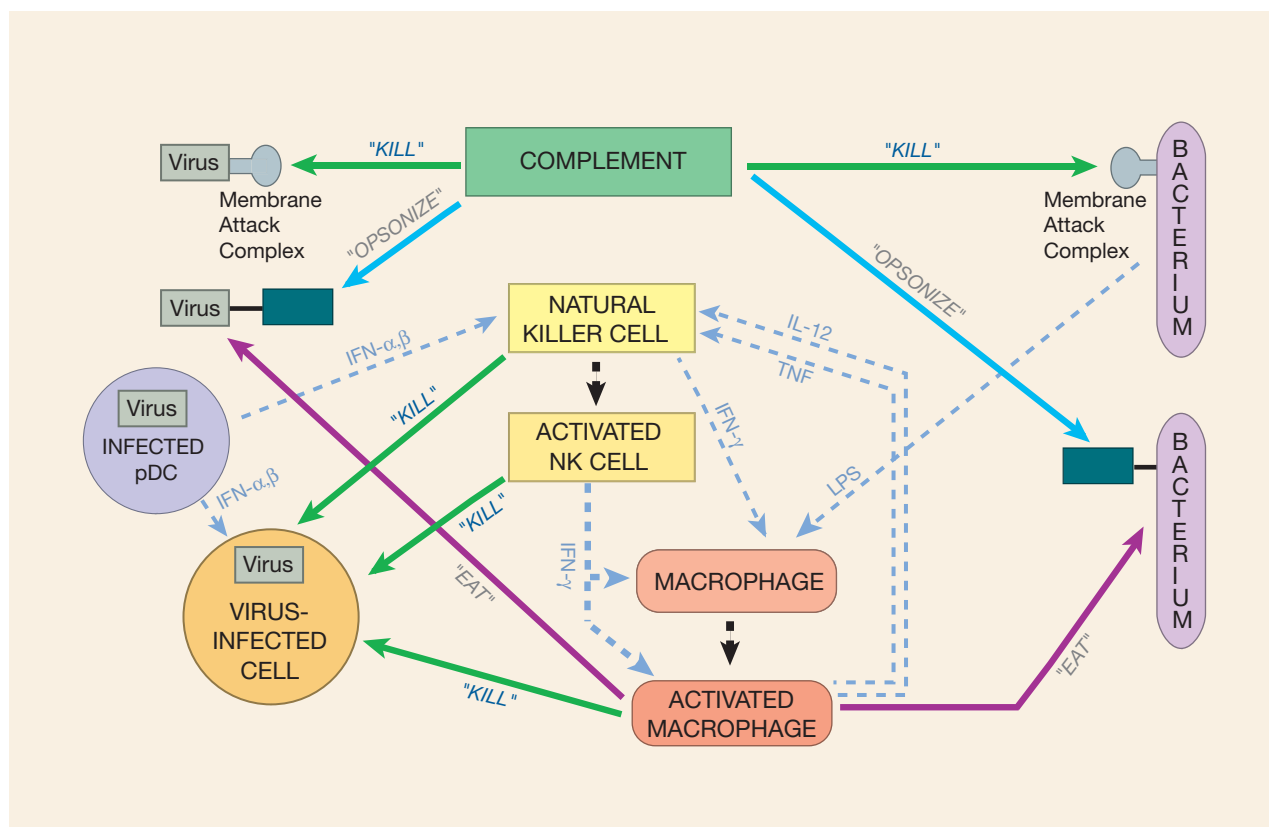 "KILL"
COMPLEMENT
"KILL"
Virus
Membrane
Attack
Complex
"OPSONIZE"
Membrane
Attack
Complex
BACTERIUM
"OPSONIZE"
Virus
NATURAL
KILLER CELL
IFN-α,β
IL-12
TNF
Virus
INFECTED
pDC
"KILL"
IFN-γ
ACTIVATED
NK CELL
LPS
BACTERIUM
IFN-α,β
"KILL"
Virus
VIRUS-
INFECTED
CELL
"EAT"
IFN-γ
MACROPHAGE
"EAT"
"KILL"
ACTIVATED
MACROPHAGE